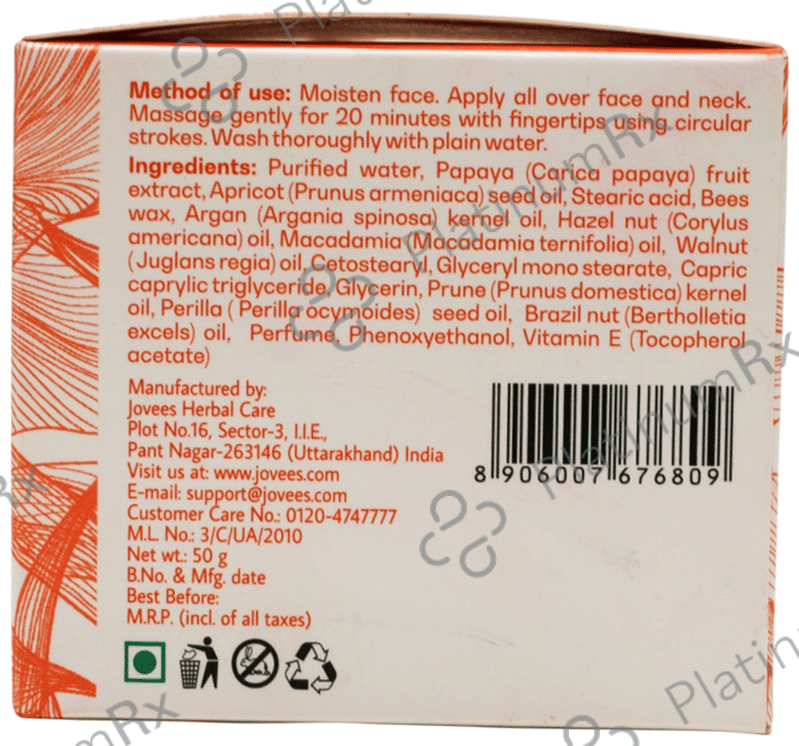 Method of use: Moisten face. Apply all over face and neck.
Massage gently for 20 minutes with fingertips using circular
strokes. Wash thoroughly with plain water.
Ingredients: Purified water, Papaya (Carica papaya) fruit
extract, Apricot (Prunus armeniaca) seed oil, Stearic acid, Bees
wax, Argan (Argania spinosa) kernel oil, Hazel nut (Corylus
americana) oil, Macadamia (Macadamia ternifolia) oil, Walnut
(Juglans regia) oil, Cetostearyl, Glyceryl mono stearate, Capric
caprylic triglyceride, Glycerin, Prune (Prunus domestica) kernel
oil, Perilla ( Perilla ocymoides) seed oil, Brazil nut (Bertholletia
excels) oil, Perfume, Phenoxyethanol, Vitamin E (Tocopherol
acetate)
Manufactured by:
Jovees Herbal Care
Plot No.16, Sector-3, I.I.E.,
Pant Nagar-263146 (Uttarakhand) India
Visit us at: www.jovees.com
E-mail: support@jovees.com
Customer Care No.: 0120-4747777
M.L. No.: 3/C/UA/2010
Net wt.: 50 g
B.No. & Mfg. date
Best Before:
M.R.P. (incl. of all taxes)
8 906007 676809
PlatinumRx
PlatinumRx
PlatinumRx
PlatinumRx
PlatinumRx